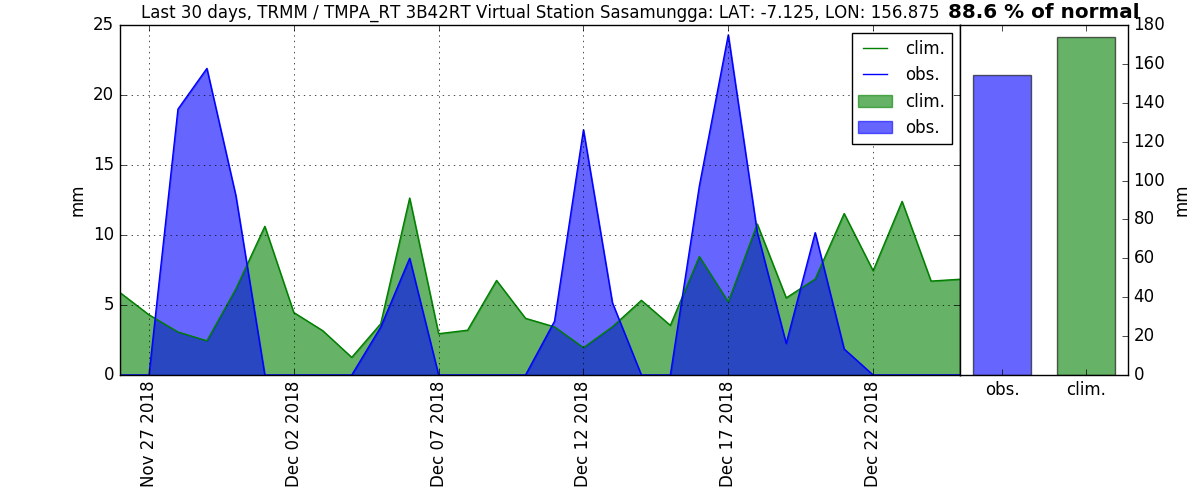 Last 30 days, TRMM / TMPA_RT 3B42RT Virtual Station Sasamungga: LAT: -7.125, LON: 156.875
88.6 % of normal
25
20
15
10
5
0
mm
clim.
obs.
clim.
obs.
180
160
140
120
100
80
60
40
20
0
mm
obs.
clim.
Nov 27 2018
Dec 02 2018
Dec 07 2018
Dec 12 2018
Dec 17 2018
Dec 22 2018